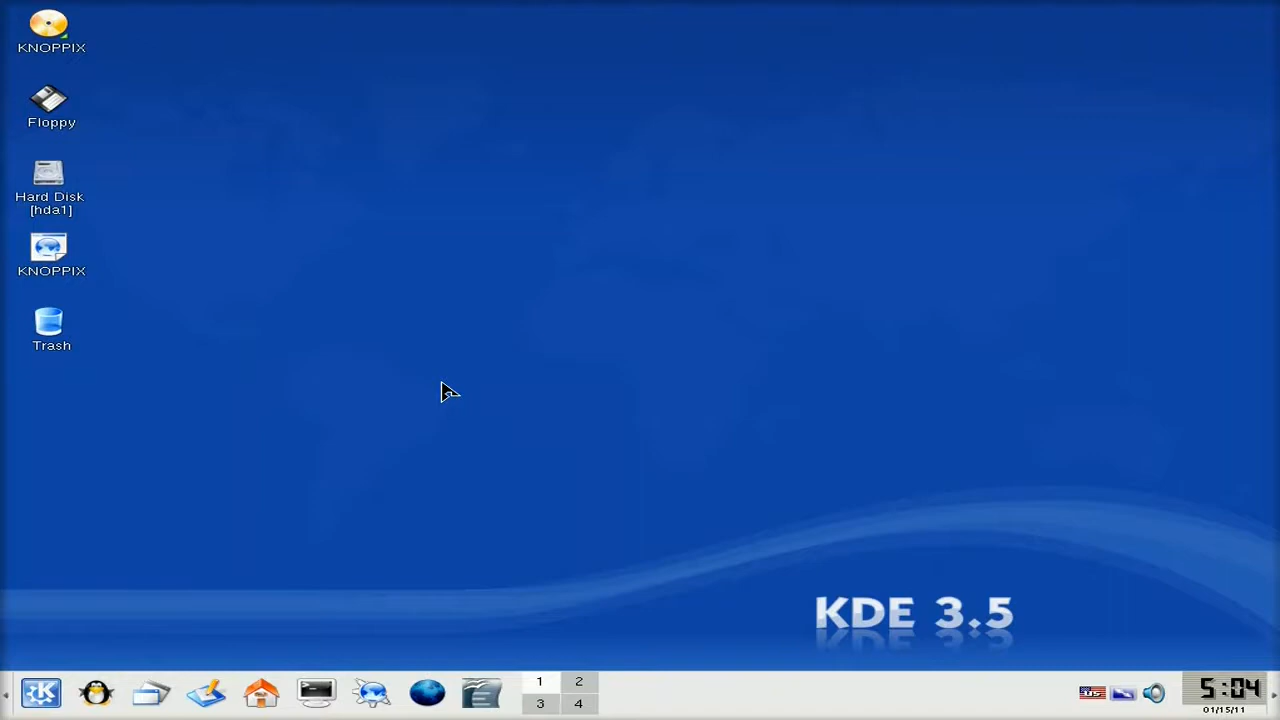 KNOPPIX
Floppy
Hard Disk
[hda1]
KNOPPIX
Trash
KDE 3.5
1 2
3 4
5:04
01/15/11